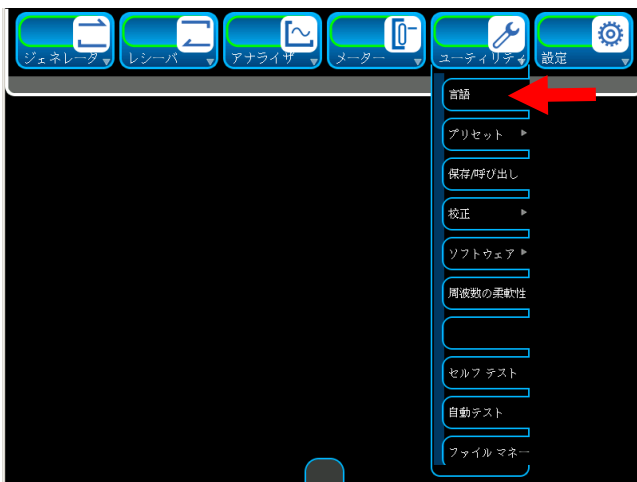 ジェネレータ
レシーバ
アナライザ
メーター
ユーティリティ
設定
言語
プリセット
保存/呼び出し
校正
ソフトウェア
周波数の柔軟性
セルフ テスト
自動テスト
ファイル マネー